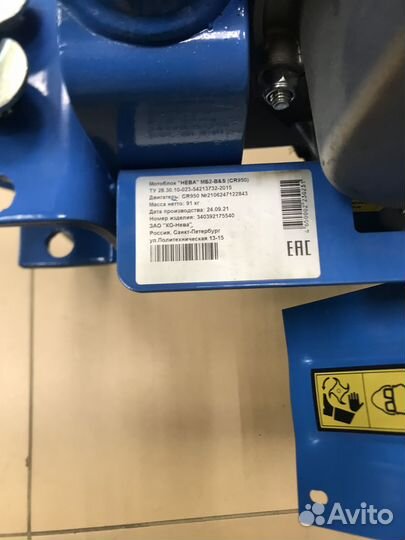 Мотоблок "НЕВА" МБ2-B&S (CR950)
ТУ 28.30.10-023-54213732-2015
Двигатель: CR950 №2106247122843
Масса нетто: 91 кг
Дата производства: 24.09.21
Номер изделия: 340392175540
ЗАО "КО-Нева",
Россия, Санкт-Петербург
ул.Политехническая 13-15
EAC
Avito